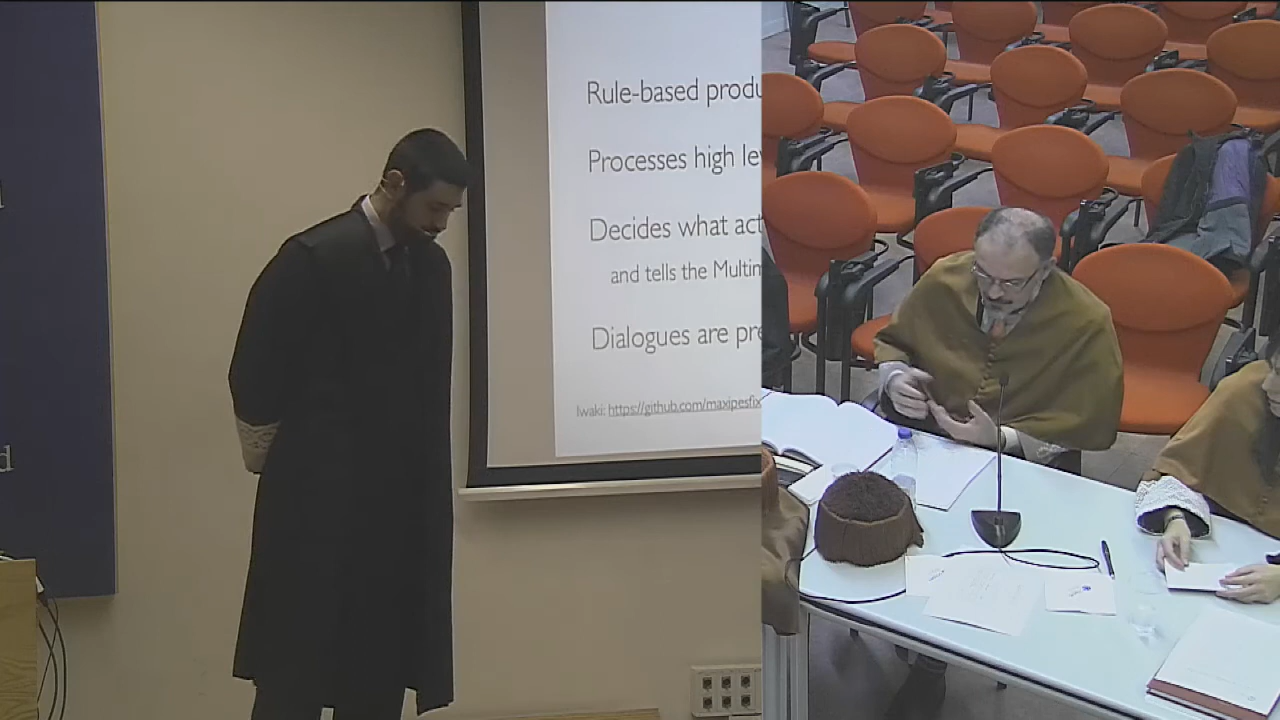 Rule-based produ
Processes high le
Decides what act
and tells the Multim
Dialogues are pre
Iwaki: https://github.com/maxipesfix
d
d